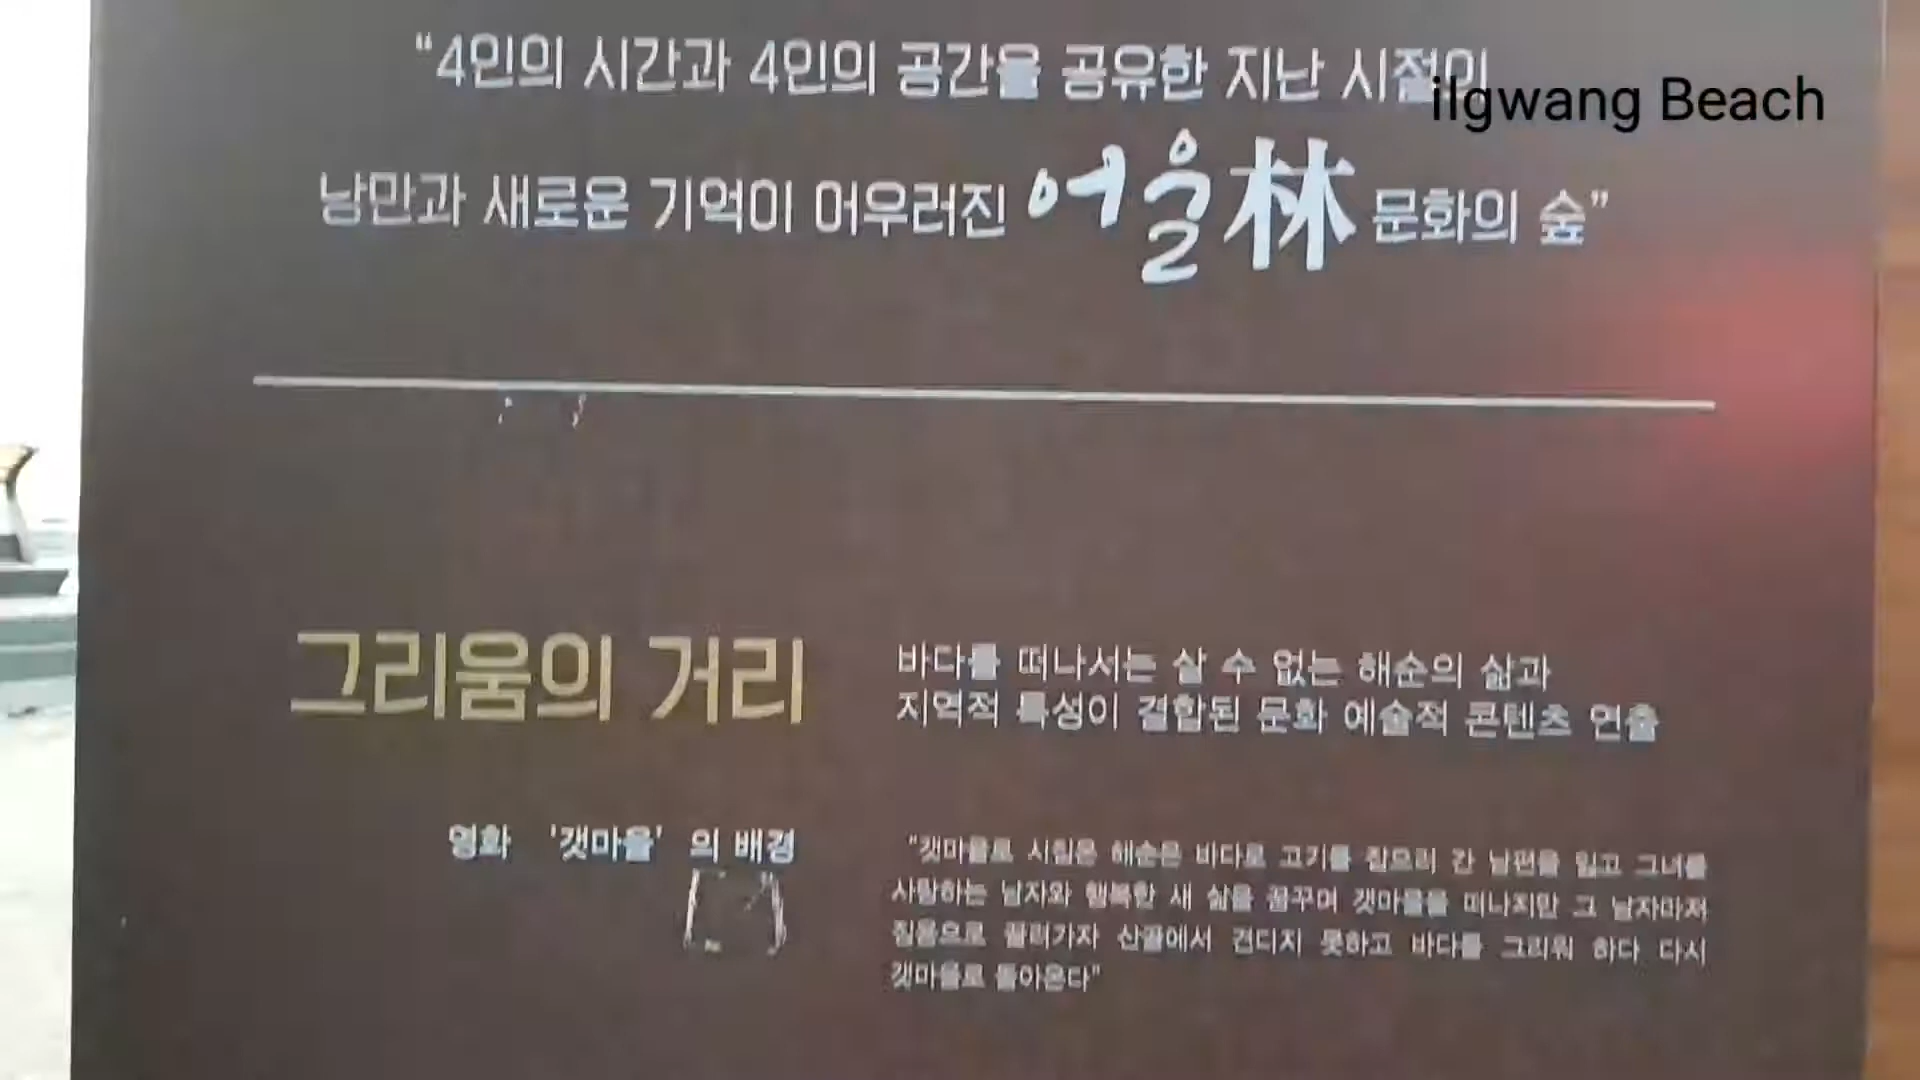 "4인의 시간과 4인의 공간을 공유한 지난 시절의
ilgwang Beach
낭만과 새로운 기억이 어우러진 어울林 문화의 숲"
그리움의 거리
바다를 떠나서는 살 수 없는 해순의 삶과
지역적 특성이 결합된 문화 예술적 콘텐츠 연출
영화 '갯마을' 의 배경
"갯마을로 시집온 해순은 바다로 고기를 잡으러 간 남편을 잃고 그녀를
사랑하는 남자와 행복한 새 삶을 꿈꾸며 갯마을을 떠나지만 그 남자마저
징용으로 끌려가자 산골에서 견디지 못하고 바다를 그리워 하다 다시
갯마을로 돌아온다"